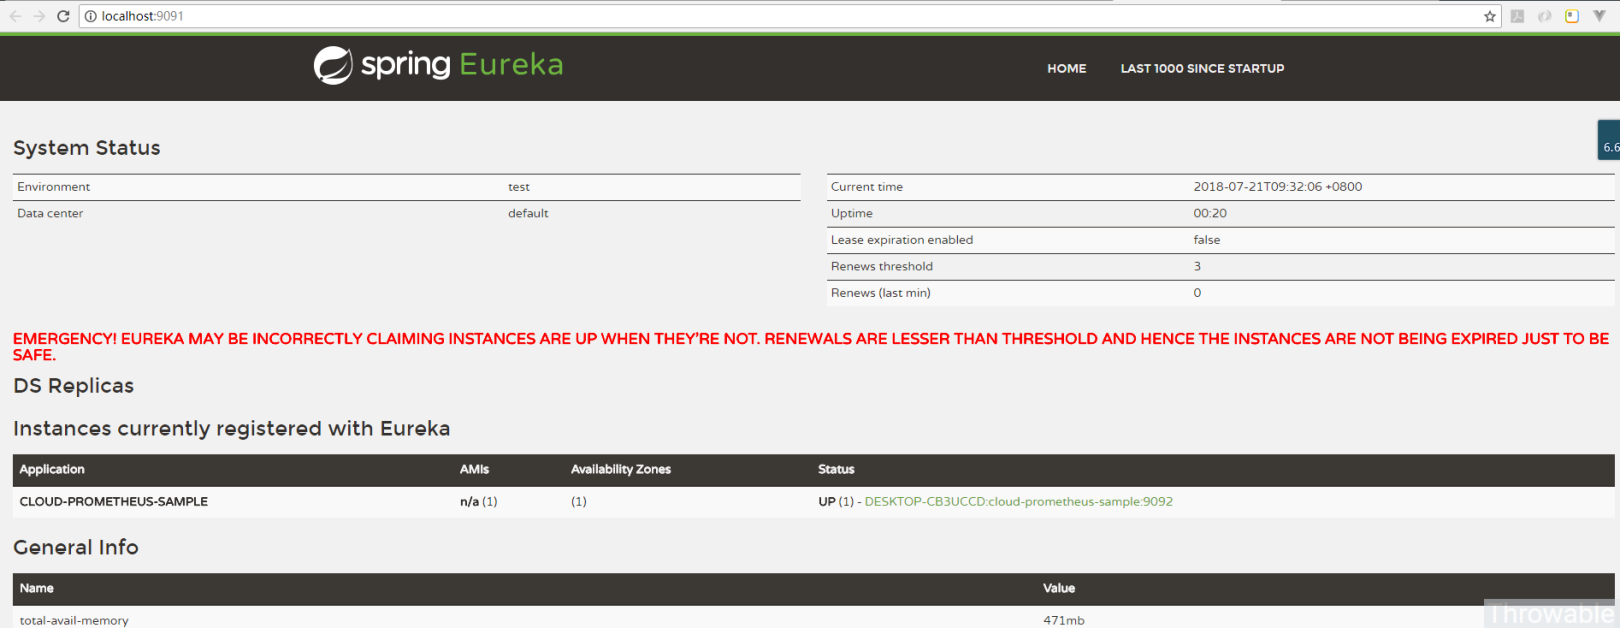 localhost:9091
spring Eureka
HOME LAST 1000 SINCE STARTUP
System Status
6.6
Environment test
Data center default
Current time 2018-07-21T09:32:06 +0800
Uptime 00:20
Lease expiration enabled false
Renews threshold 3
Renews (last min) 0
EMERGENCY! EUREKA MAY BE INCORRECTLY CLAIMING INSTANCES ARE UP WHEN THEY'RE NOT. RENEWALS ARE LESSER THAN THRESHOLD AND HENCE THE INSTANCES ARE NOT BEING EXPIRED JUST TO BE
SAFE.
DS Replicas
Instances currently registered with Eureka
Application AMIs Availability Zones Status
CLOUD-PROMETHEUS-SAMPLE n/a (1) (1) UP (1) - DESKTOP-CB3UCCD:cloud-prometheus-sample:9092
General Info
Name Value
total-avail-memory 471mb
Throwable